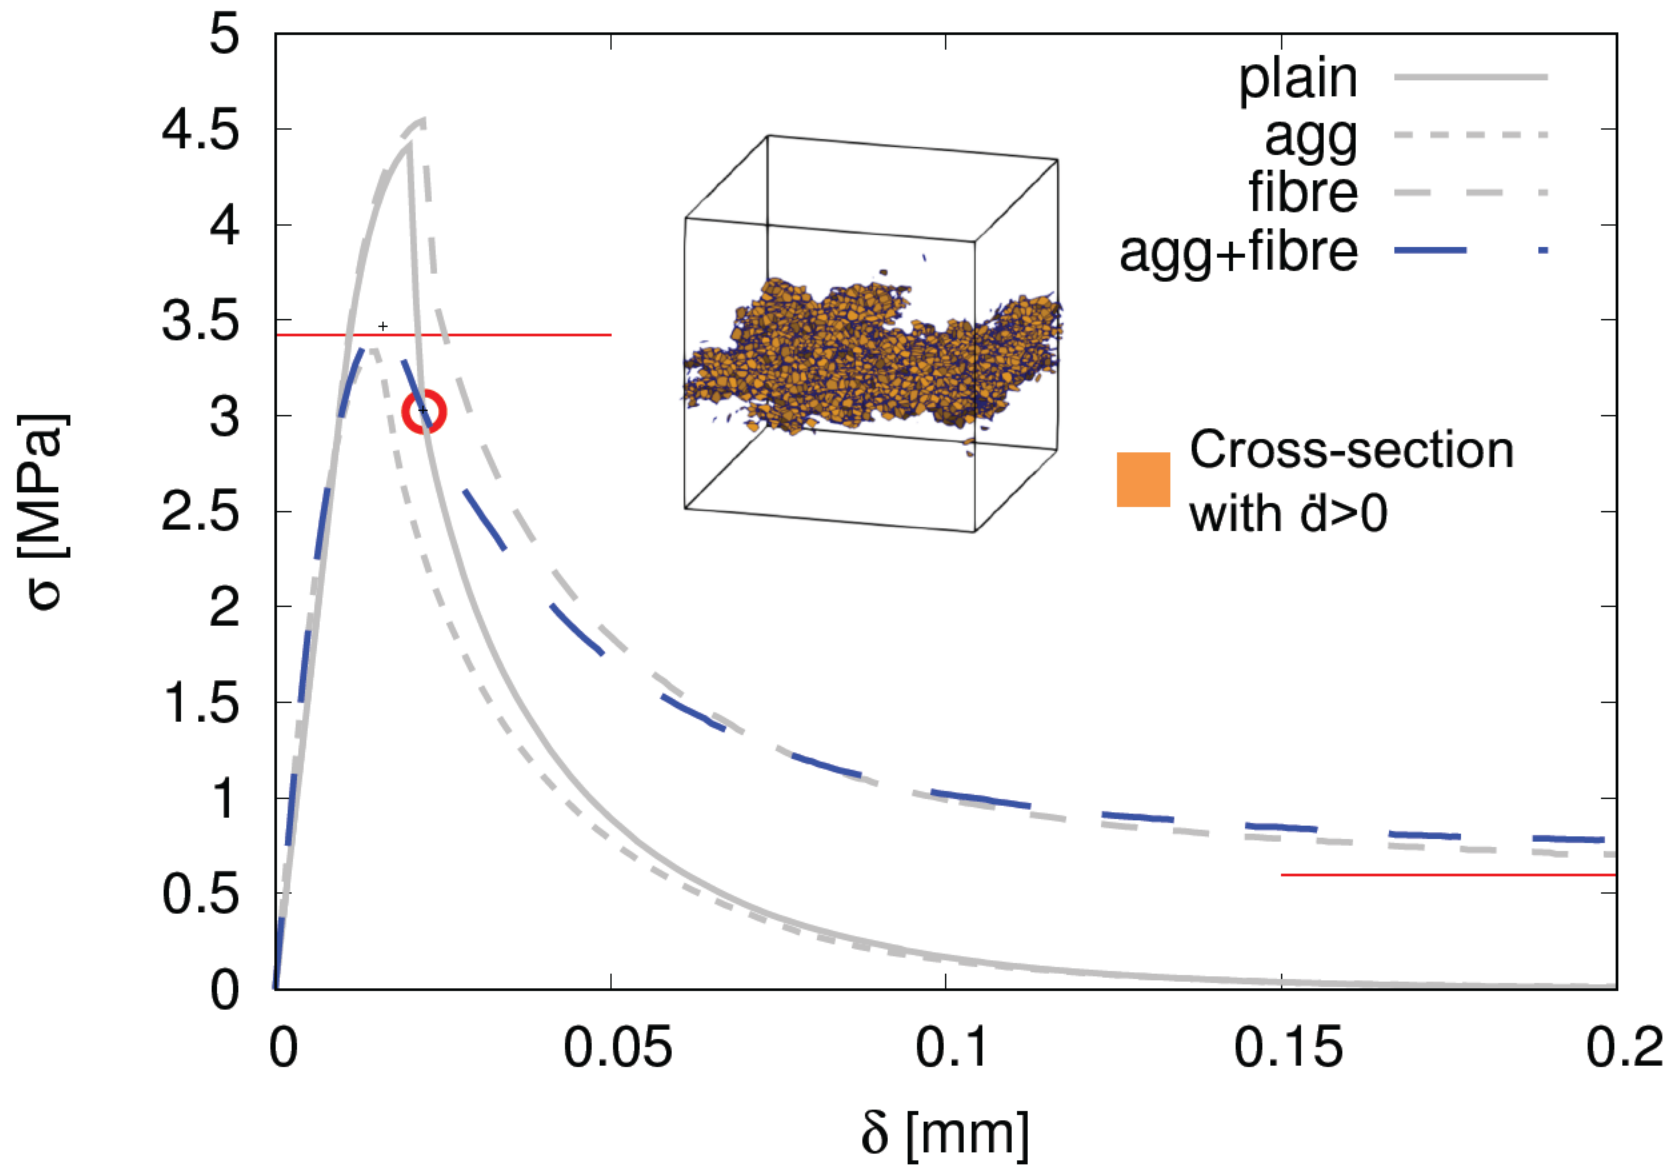 5
4.5
4
3.5
3
2.5
2
1.5
1
0.5
0
σ [MPa]
plain
agg
fibre
agg+fibre
Cross-section
with d̈>0
0 0.05 0.1 0.15 0.2
δ [mm]